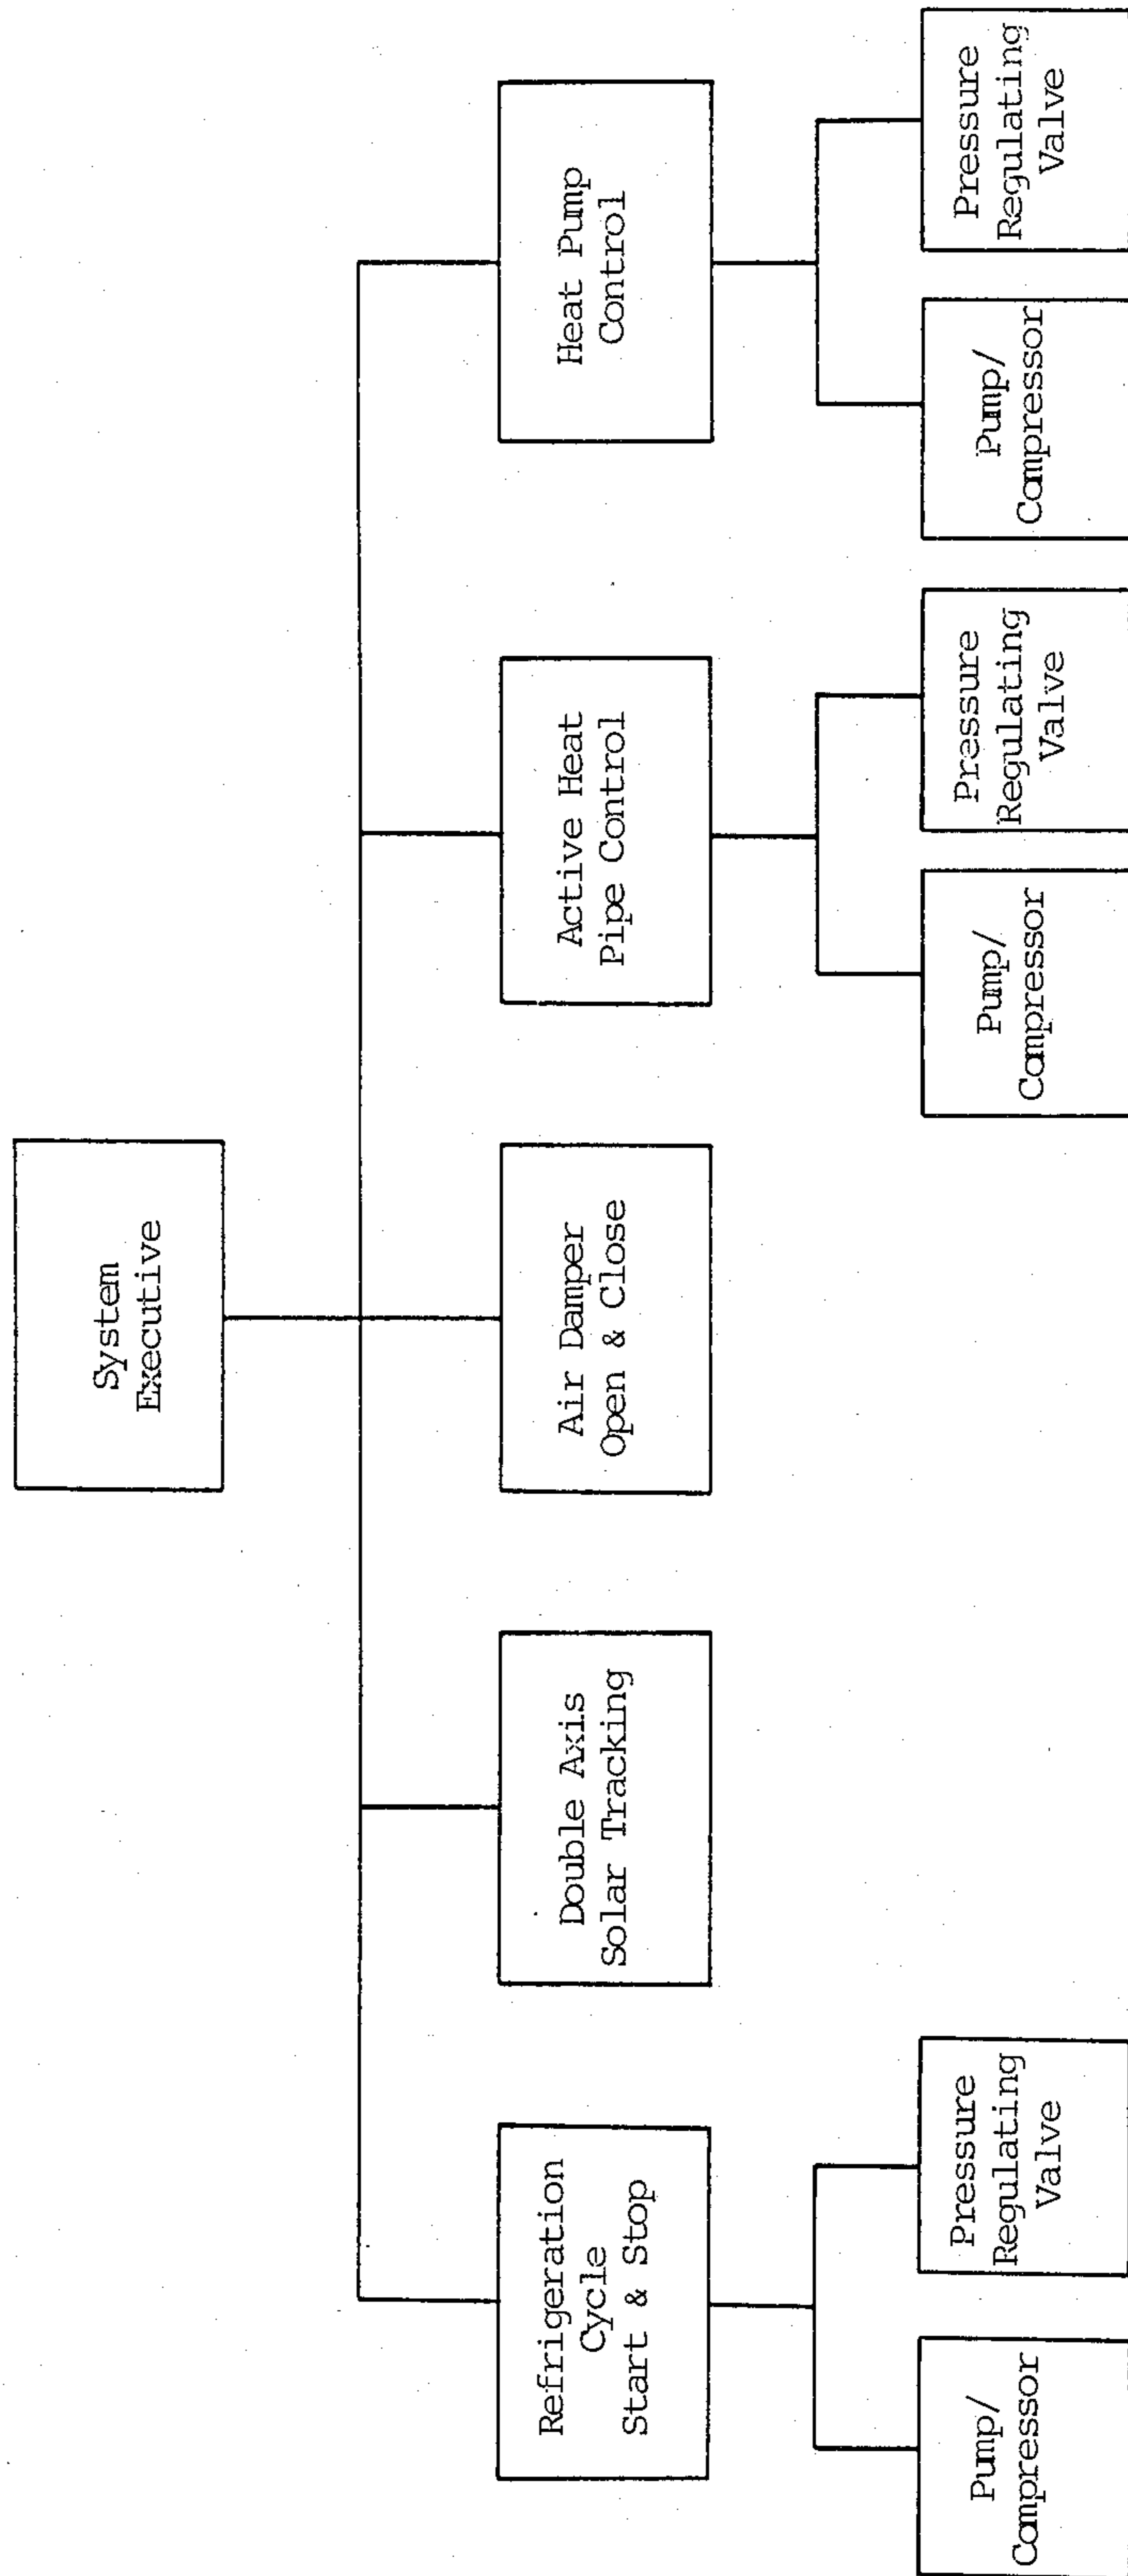 System
Executive
Refrigeration
Cycle
Start & Stop
Double Axis
Solar Tracking
Air Damper
Open & Close
Active Heat
Pipe Control
Heat Pump
Control
Pump/
Compressor
Pressure
Regulating
Valve
Pump/
Compressor
Pressure
Regulating
Valve
Pump/
Compressor
Pressure
Regulating
Valve